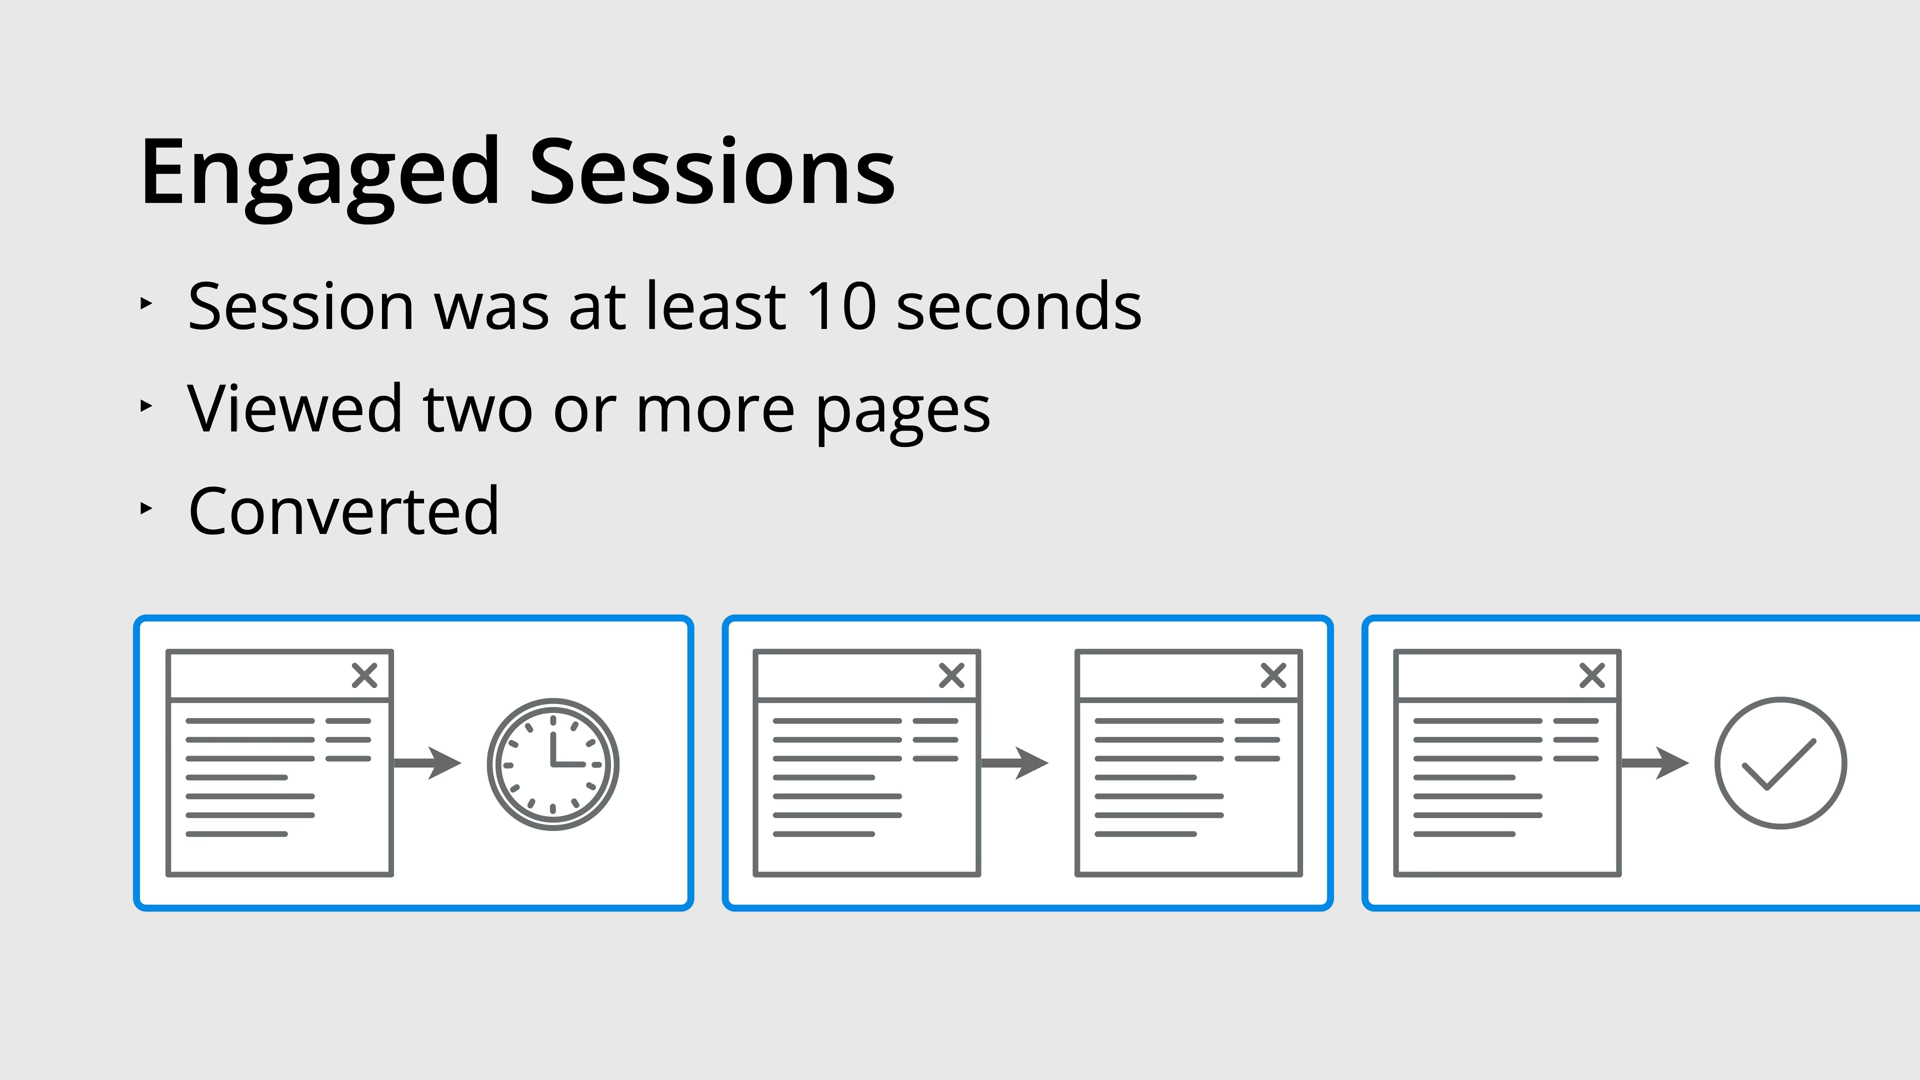 Engaged Sessions
‣ Session was at least 10 seconds
‣ Viewed two or more pages
‣ Converted